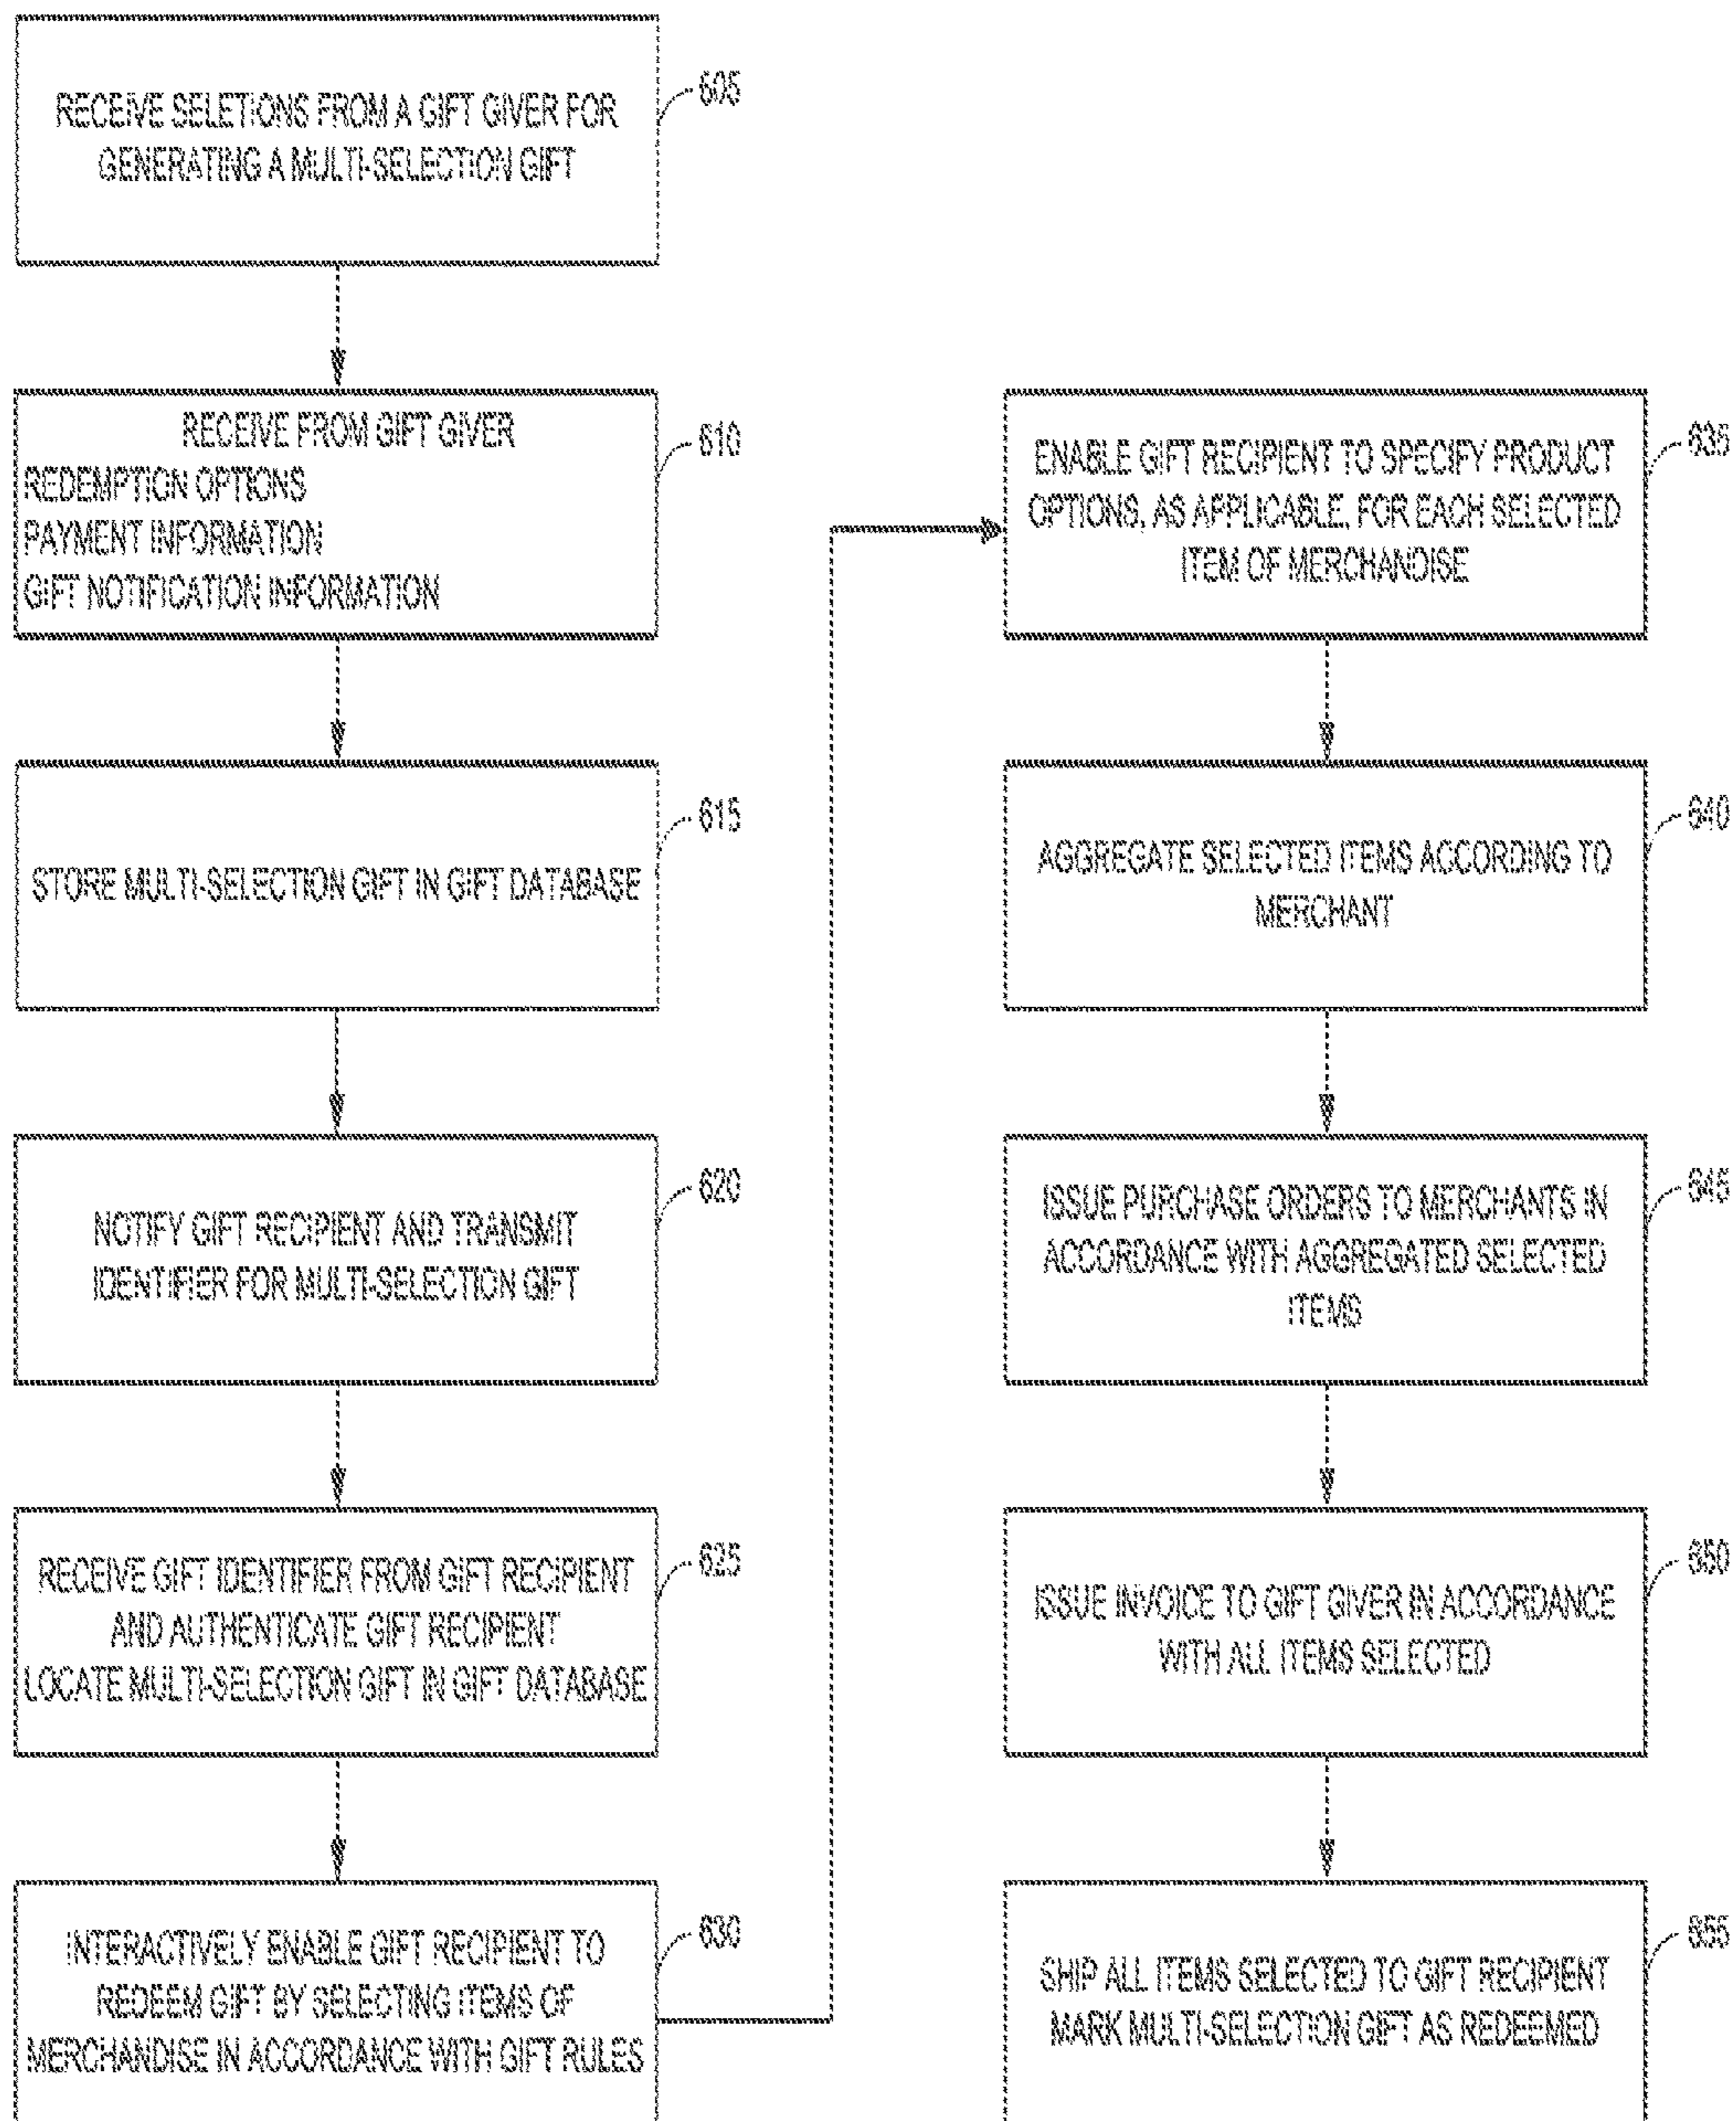 RECEIVE SELETIONS FROM A GIFT GIVER FOR
GENERATING A MULTI-SELECTION GIFT
605
RECEIVE FROM GIFT GIVER
REDEMPTION OPTIONS
PAYMENT INFORMATION
GIFT NOTIFICATION INFORMATION
610
STORE MULTI-SELECTION GIFT IN GIFT DATABASE
615
NOTIFY GIFT RECIPIENT AND TRANSMIT
IDENTIFIER FOR MULTI-SELECTION GIFT
620
RECEIVE GIFT IDENTIFIER FROM GIFT RECIPIENT
AND AUTHENTICATE GIFT RECIPIENT
LOCATE MULTI-SELECTION GIFT IN GIFT DATABASE
625
INTERACTIVELY ENABLE GIFT RECIPIENT TO
REDEEM GIFT BY SELECTING ITEMS OF
MERCHANDISE IN ACCORDANCE WITH GIFT RULES
630
ENABLE GIFT RECIPIENT TO SPECIFY PRODUCT
OPTIONS, AS APPLICABLE, FOR EACH SELECTED
ITEM OF MERCHANDISE
635
AGGREGATE SELECTED ITEMS ACCORDING TO
MERCHANT
640
ISSUE PURCHASE ORDERS TO MERCHANTS IN
ACCORDANCE WITH AGGREGATED SELECTED
ITEMS
645
ISSUE INVOICE TO GIFT GIVER IN ACCORDANCE
WITH ALL ITEMS SELECTED
650
SHIP ALL ITEMS SELECTED TO GIFT RECIPIENT
MARK MULTI-SELECTION GIFT AS REDEEMED
655